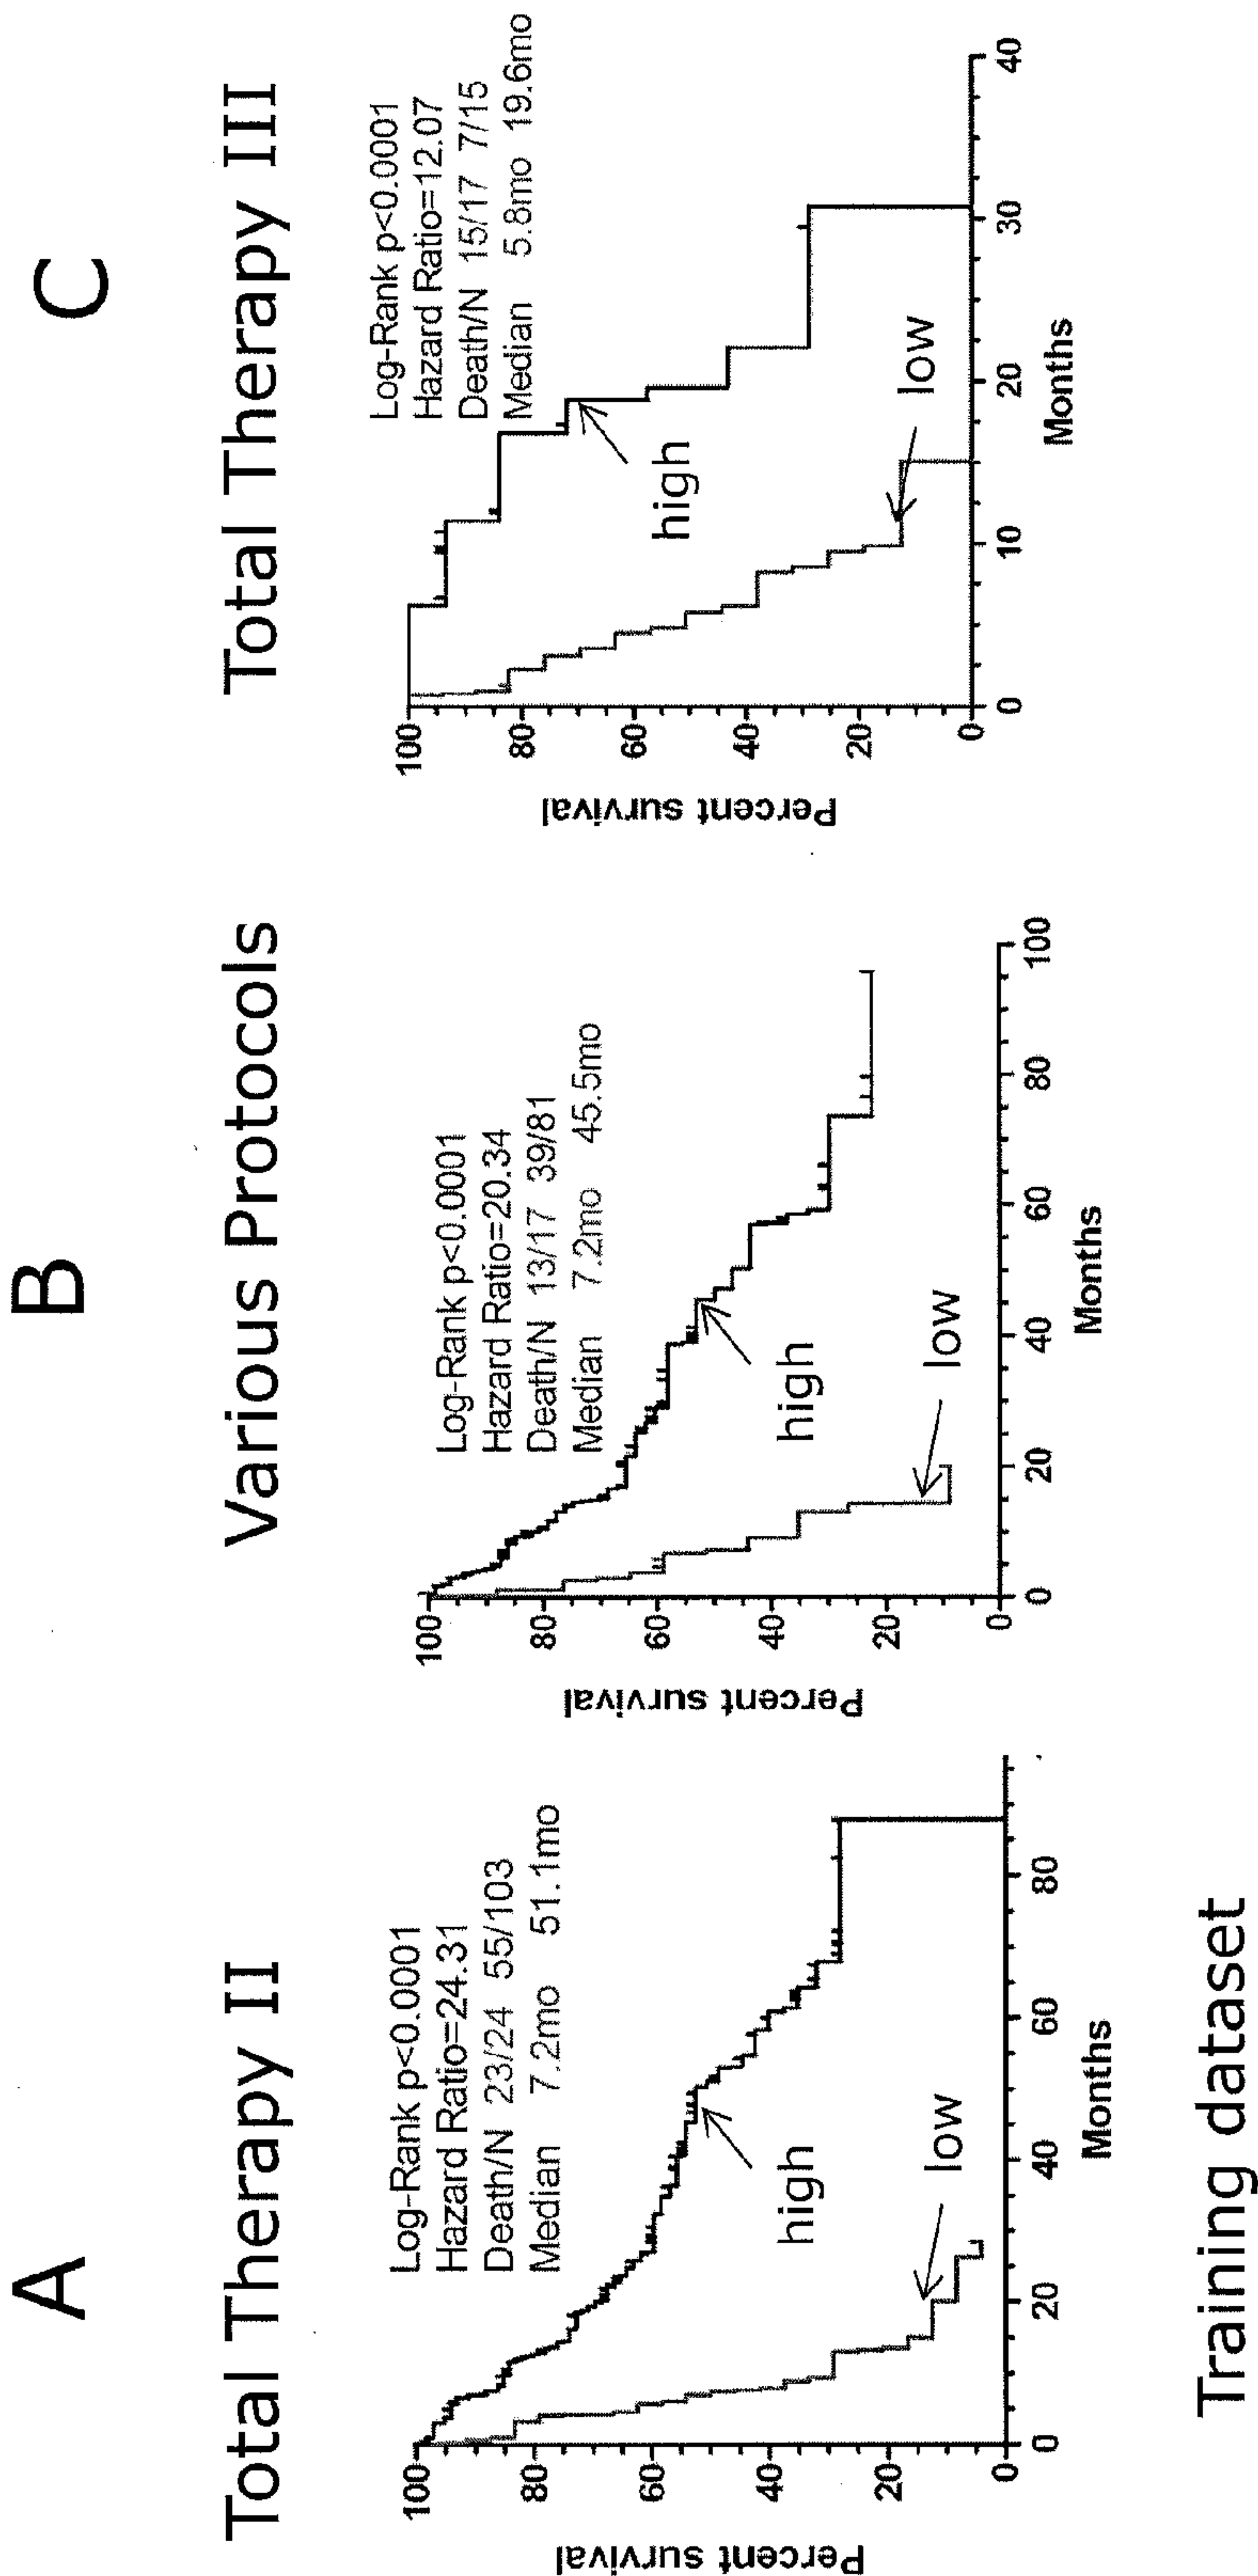 A
Total Therapy II
Log-Rank p<0.0001
Hazard Ratio=24.31
Death/N 23/24 55/103
Median 7.2mo 51.1mo
Percent survival
100
80
60
40
20
0
high
low
0
20
40
60
80
Months
Training dataset
B
Various Protocols
Log-Rank p<0.0001
Hazard Ratio=20.34
Death/N 13/17 39/81
Median 7.2mo 45.5mo
Percent survival
100
80
60
40
20
0
high
low
0
20
40
60
80
100
Months
C
Total Therapy III
Log-Rank p<0.0001
Hazard Ratio=12.07
Death/N 15/17 7/15
Median 5.8mo 19.6mo
Percent survival
100
80
60
40
20
0
high
low
0
10
20
30
40
Months